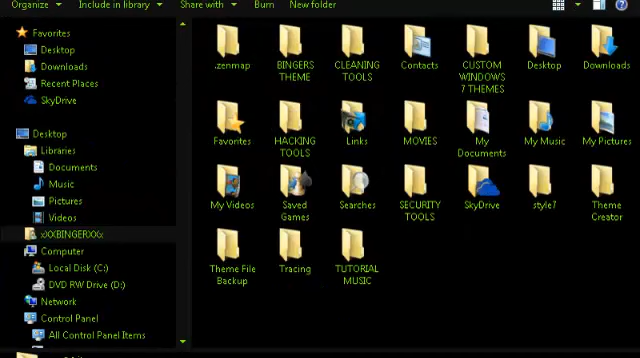 Organize Include in library Share with Burn New folder
Favorites
Desktop
Downloads
Recent Places
SkyDrive
Desktop
Libraries
Documents
Music
Pictures
Videos
xXXBINGERXXx
Computer
Local Disk (C:)
DVD RW Drive (D:)
Network
Control Panel
All Control Panel Items
.zenmap
BINGERS
THEME
CLEANING
TOOLS
Contacts
CUSTOM
WINDOWS
7 THEMES
Desktop
Downloads
Favorites
HACKING
TOOLS
Links
MOVIES
My
Documents
My Music
My Pictures
My Videos
Saved
Games
Searches
SECURITY
TOOLS
SkyDrive
style7
Theme
Creator
Theme File
Backup
Tracing
TUTORIAL
MUSIC